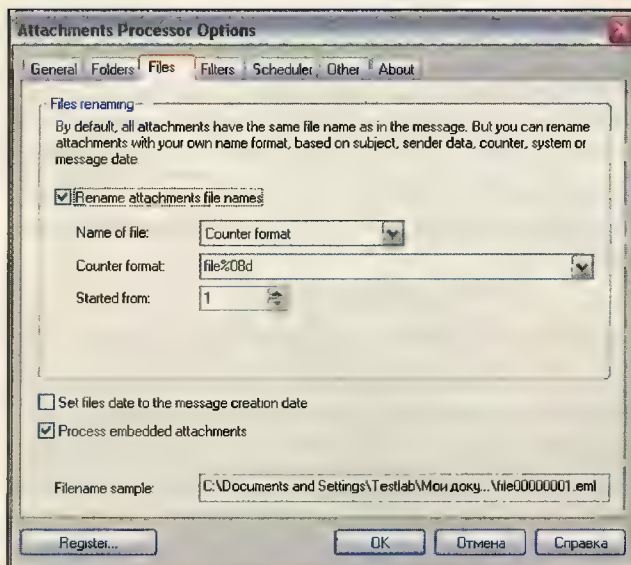 Attachments Processor Options
General Folders Files Filters Scheduler Other About
Files renaming
By default, all attachments have the same file name as in the message. But you can rename
attachments with your own name format, based on subject, sender data, counter, system or
message date
Rename attachments file names
Name of file: Counter format
Counter format: file%08d
Started from: 1
Set files date to the message creation date
Process embedded attachments
Filename sample: C:\Documents and Settings\Testlab\Мои доку...\file00000001.eml
Register... OK Отмена Справка